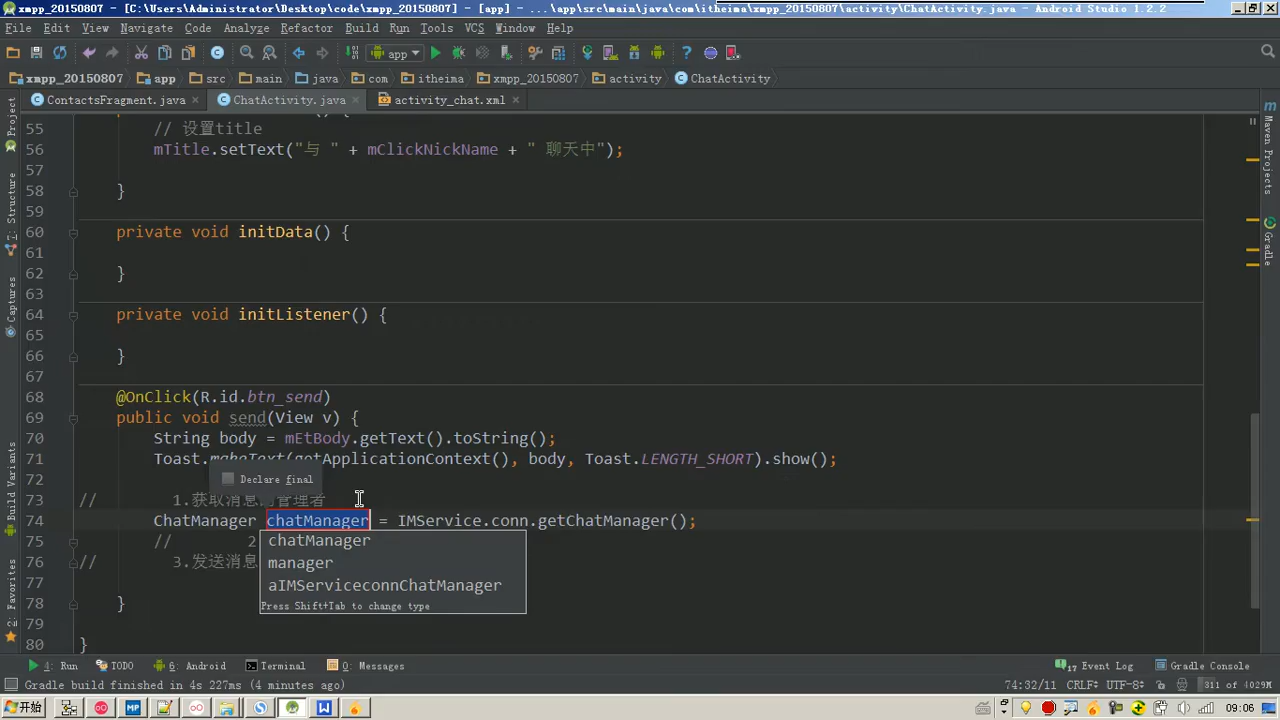 xmpp_20150807 - [C:\Users\Administrator\Desktop\code\xmpp_20150807] - [app] - ...\app\src\main\java\com\itheima\xmpp_20150807\activity\ChatActivity.java - Android Studio 1.2.2
File Edit View Navigate Code Analyze Refactor Build Run Tools VCS Window Help
app
xmpp_20150807 app src main java com itheima xmpp_20150807 activity ChatActivity
ContactsFragment.java ChatActivity.java activity_chat.xml
55 // 设置title
56 mTitle.setText("与 " + mClickNickName + " 聊天中");
57
58 }
59
60 private void initData() {
61
62 }
63
64 private void initListener() {
65
66 }
67
68 @OnClick(R.id.btn_send)
69 public void send(View v) {
70 String body = mEtBody.getText().toString();
71 Toast.makeText(getApplicationContext(), body, Toast.LENGTH_SHORT).show();
72 Declare final
73 // 1.获取消息的管理者
74 ChatManager chatManager = IMService.conn.getChatManager();
75 // 2
chatManager
76 // 3.发送消息
manager
77
aIMServiceconnChatManager
Press Shift+Tab to change type
78 }
79
80 }
Project
1: Structure
Captures
Build Variants
2: Favorites
Maven Projects
Gradle
4: Run TODO 6: Android Terminal 0: Messages 17 Event Log Gradle Console
Gradle build finished in 4s 227ms (4 minutes ago) 74:32/11 CRLF UTF-8 311 of 4029M
开始 09:06